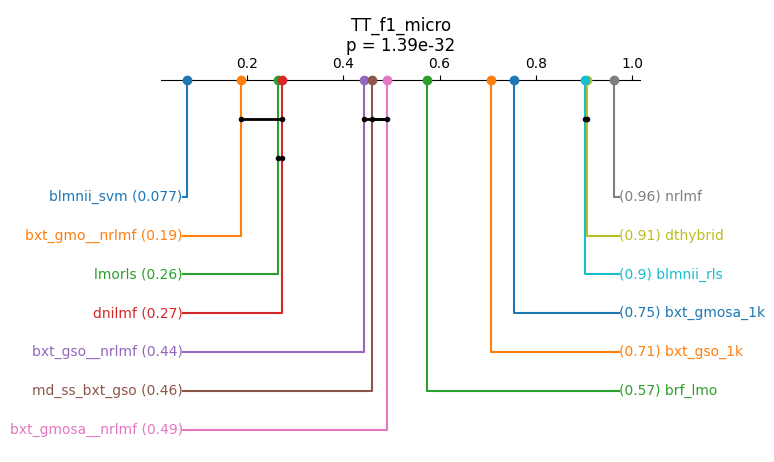 TT_f1_micro
p = 1.39e-32
0.2 0.4 0.6 0.8 1.0
blmnii_svm (0.077)
(0.96) nrlmf
bxt_gmo__nrlmf (0.19)
(0.91) dthybrid
lmorls (0.26)
(0.9) blmnii_rls
dnilmf (0.27)
(0.75) bxt_gmosa_1k
bxt_gso__nrlmf (0.44)
(0.71) bxt_gso_1k
md_ss_bxt_gso (0.46)
(0.57) brf_lmo
bxt_gmosa__nrlmf (0.49)